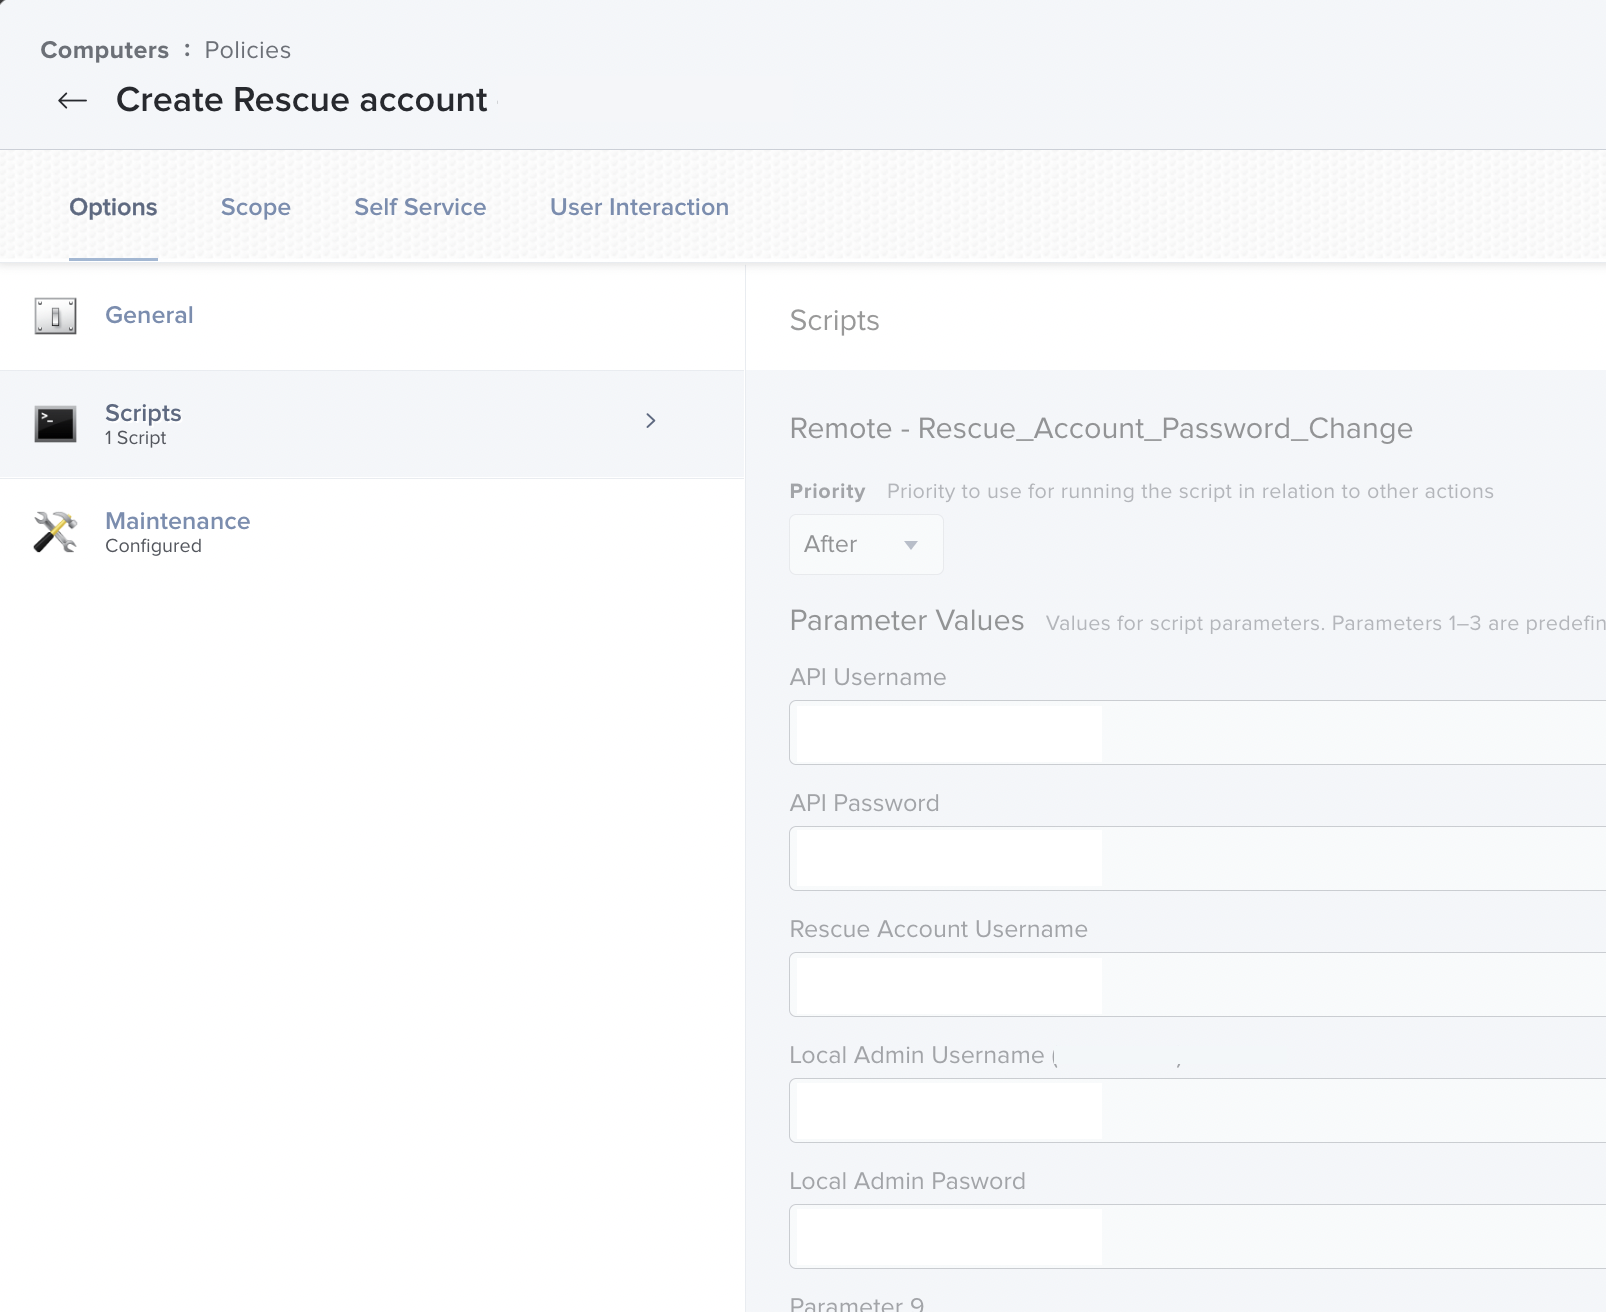 Computers : Policies
Create Rescue account
Options Scope Self Service User Interaction
General
Scripts
1 Script
Maintenance
Configured
Scripts
Remote - Rescue_Account_Password_Change
Priority Priority to use for running the script in relation to other actions
After
Parameter Values Values for script parameters. Parameters 1–3 are predefin
API Username
API Password
Rescue Account Username
Local Admin Username (
Local Admin Pasword
Parameter 9